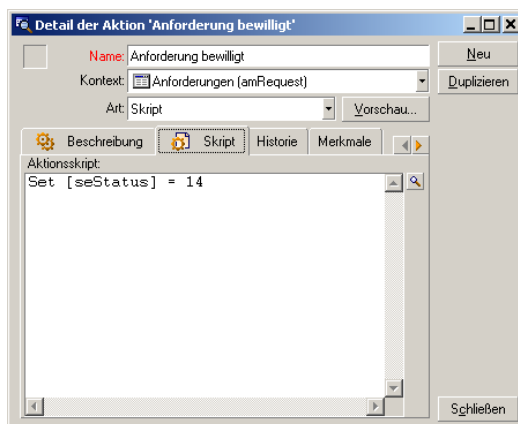 Detail der Aktion 'Anforderung bewilligt'
Name: Anforderung bewilligt
Neu
Kontext: Anforderungen (amRequest)
Duplizieren
Art: Skript
Vorschau...
Beschreibung Skript Historie Merkmale
Aktionsskript:
Set [seStatus] = 14
Schließen